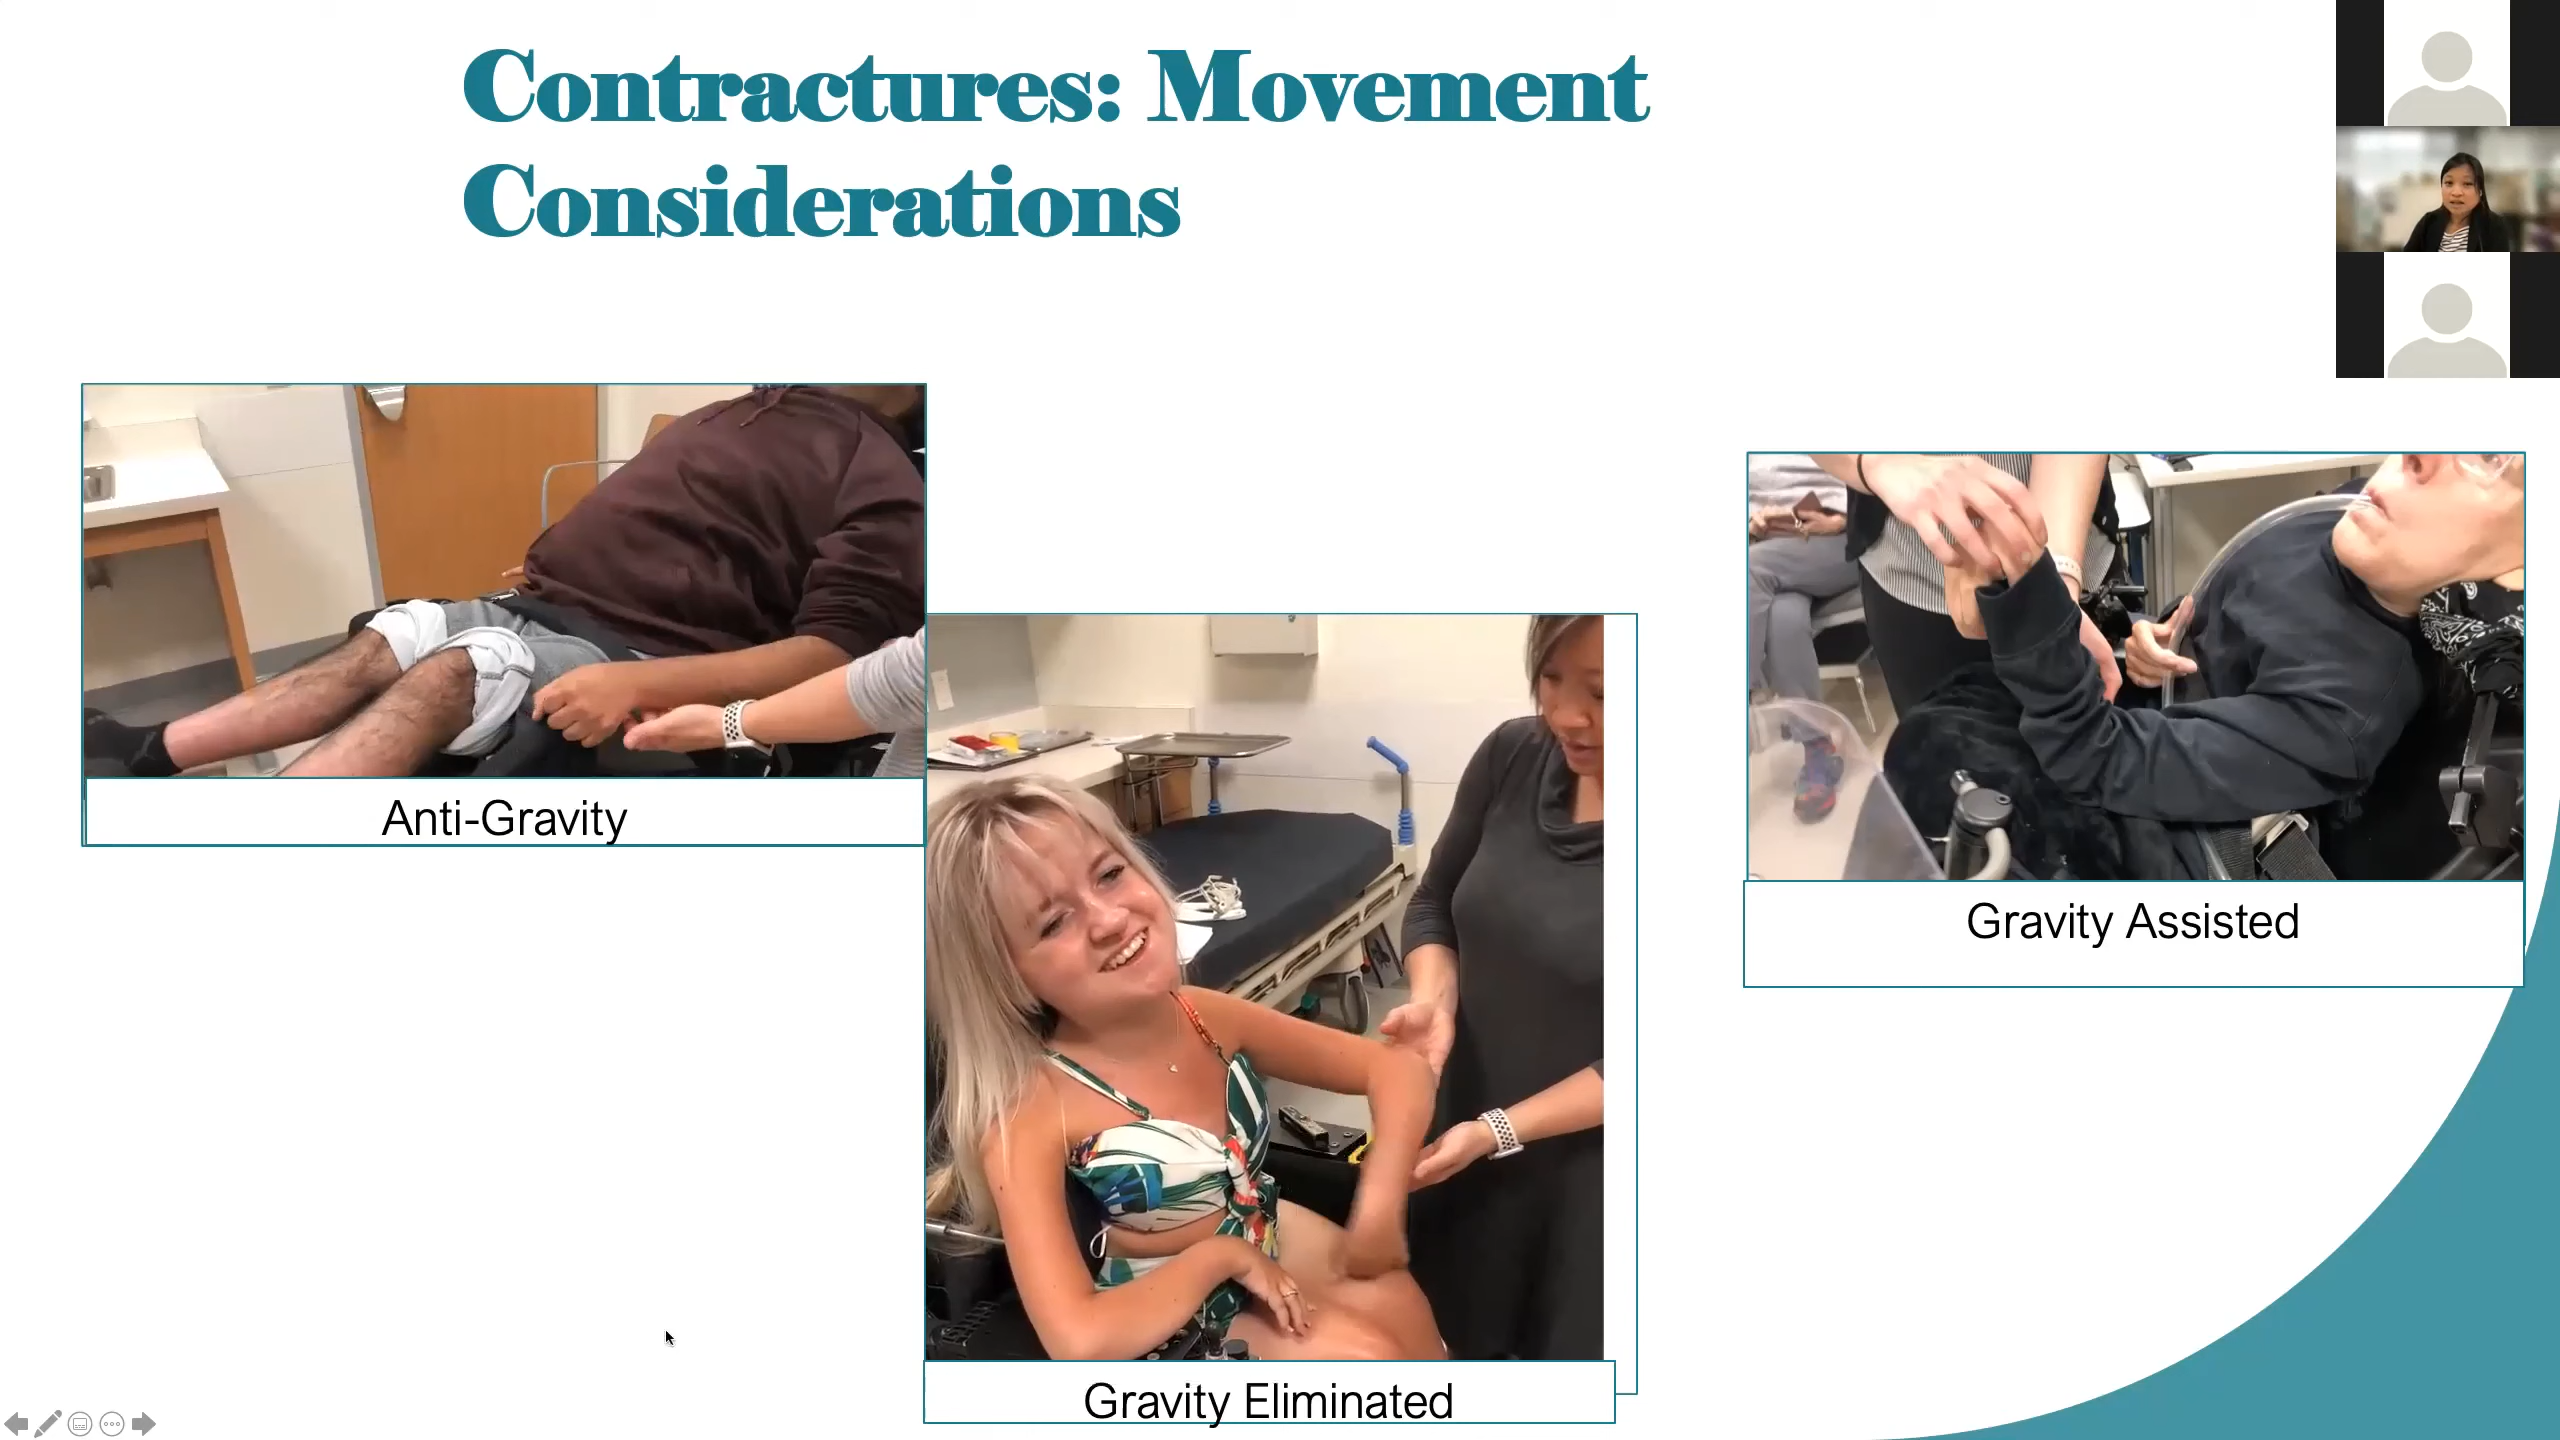 Contractures: Movement
Considerations
Anti-Gravity
Gravity Eliminated
Gravity Assisted